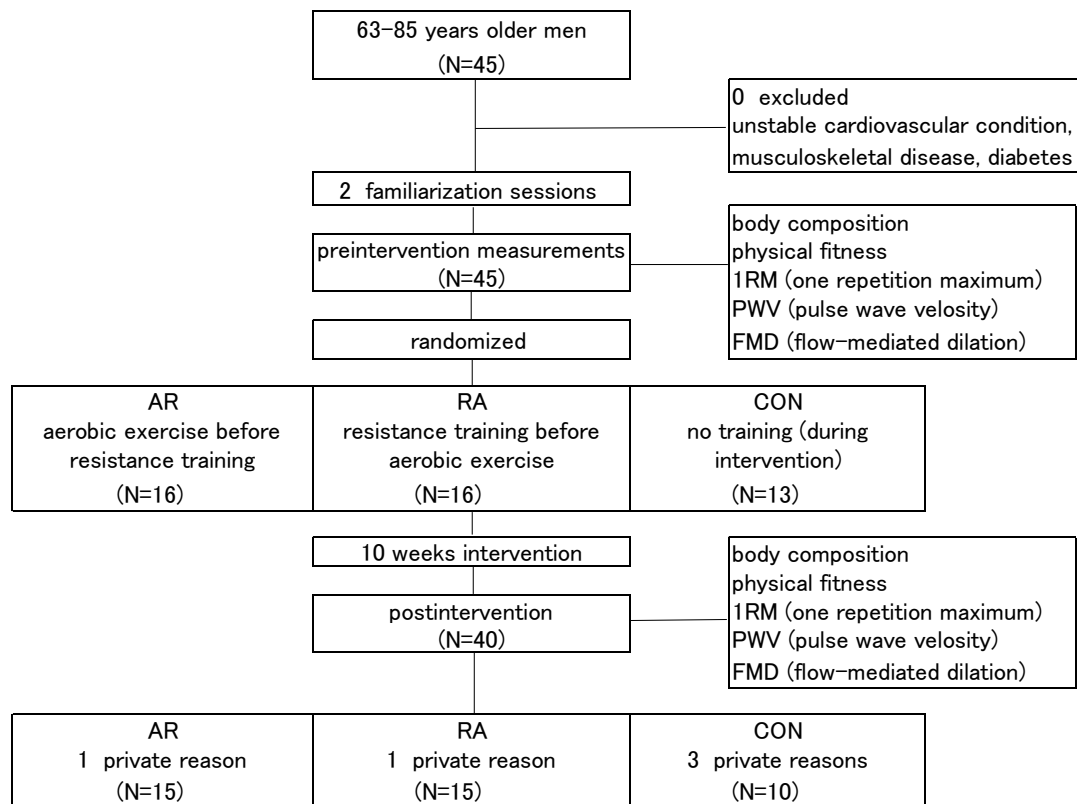 63-85 years older men
(N=45)
0 excluded
unstable cardiovascular condition,
musculoskeletal disease, diabetes
2 familiarization sessions
preintervention measurements
(N=45)
body composition
physical fitness
1RM (one repetition maximum)
PWV (pulse wave velosity)
FMD (flow-mediated dilation)
randomized
AR
aerobic exercise before
resistance training
(N=16)
RA
resistance training before
aerobic exercise
(N=16)
CON
no training (during
intervention)
(N=13)
10 weeks intervention
postintervention
(N=40)
body composition
physical fitness
1RM (one repetition maximum)
PWV (pulse wave velosity)
FMD (flow-mediated dilation)
AR
1 private reason
(N=15)
RA
1 private reason
(N=15)
CON
3 private reasons
(N=10)